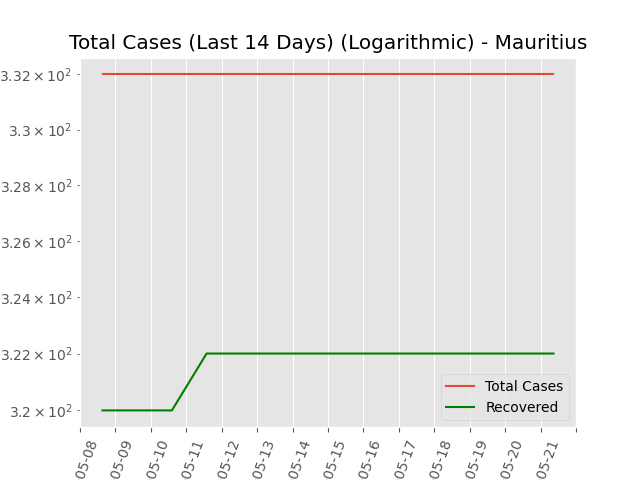 Total Cases (Last 14 Days) (Logarithmic) - Mauritius
3.32 × 10²
3.3 × 10²
3.28 × 10²
3.26 × 10²
3.24 × 10²
3.22 × 10²
3.2 × 10²
Total Cases
Recovered
05-08 05-09 05-10 05-11 05-12 05-13 05-14 05-15 05-16 05-17 05-18 05-19 05-20 05-21